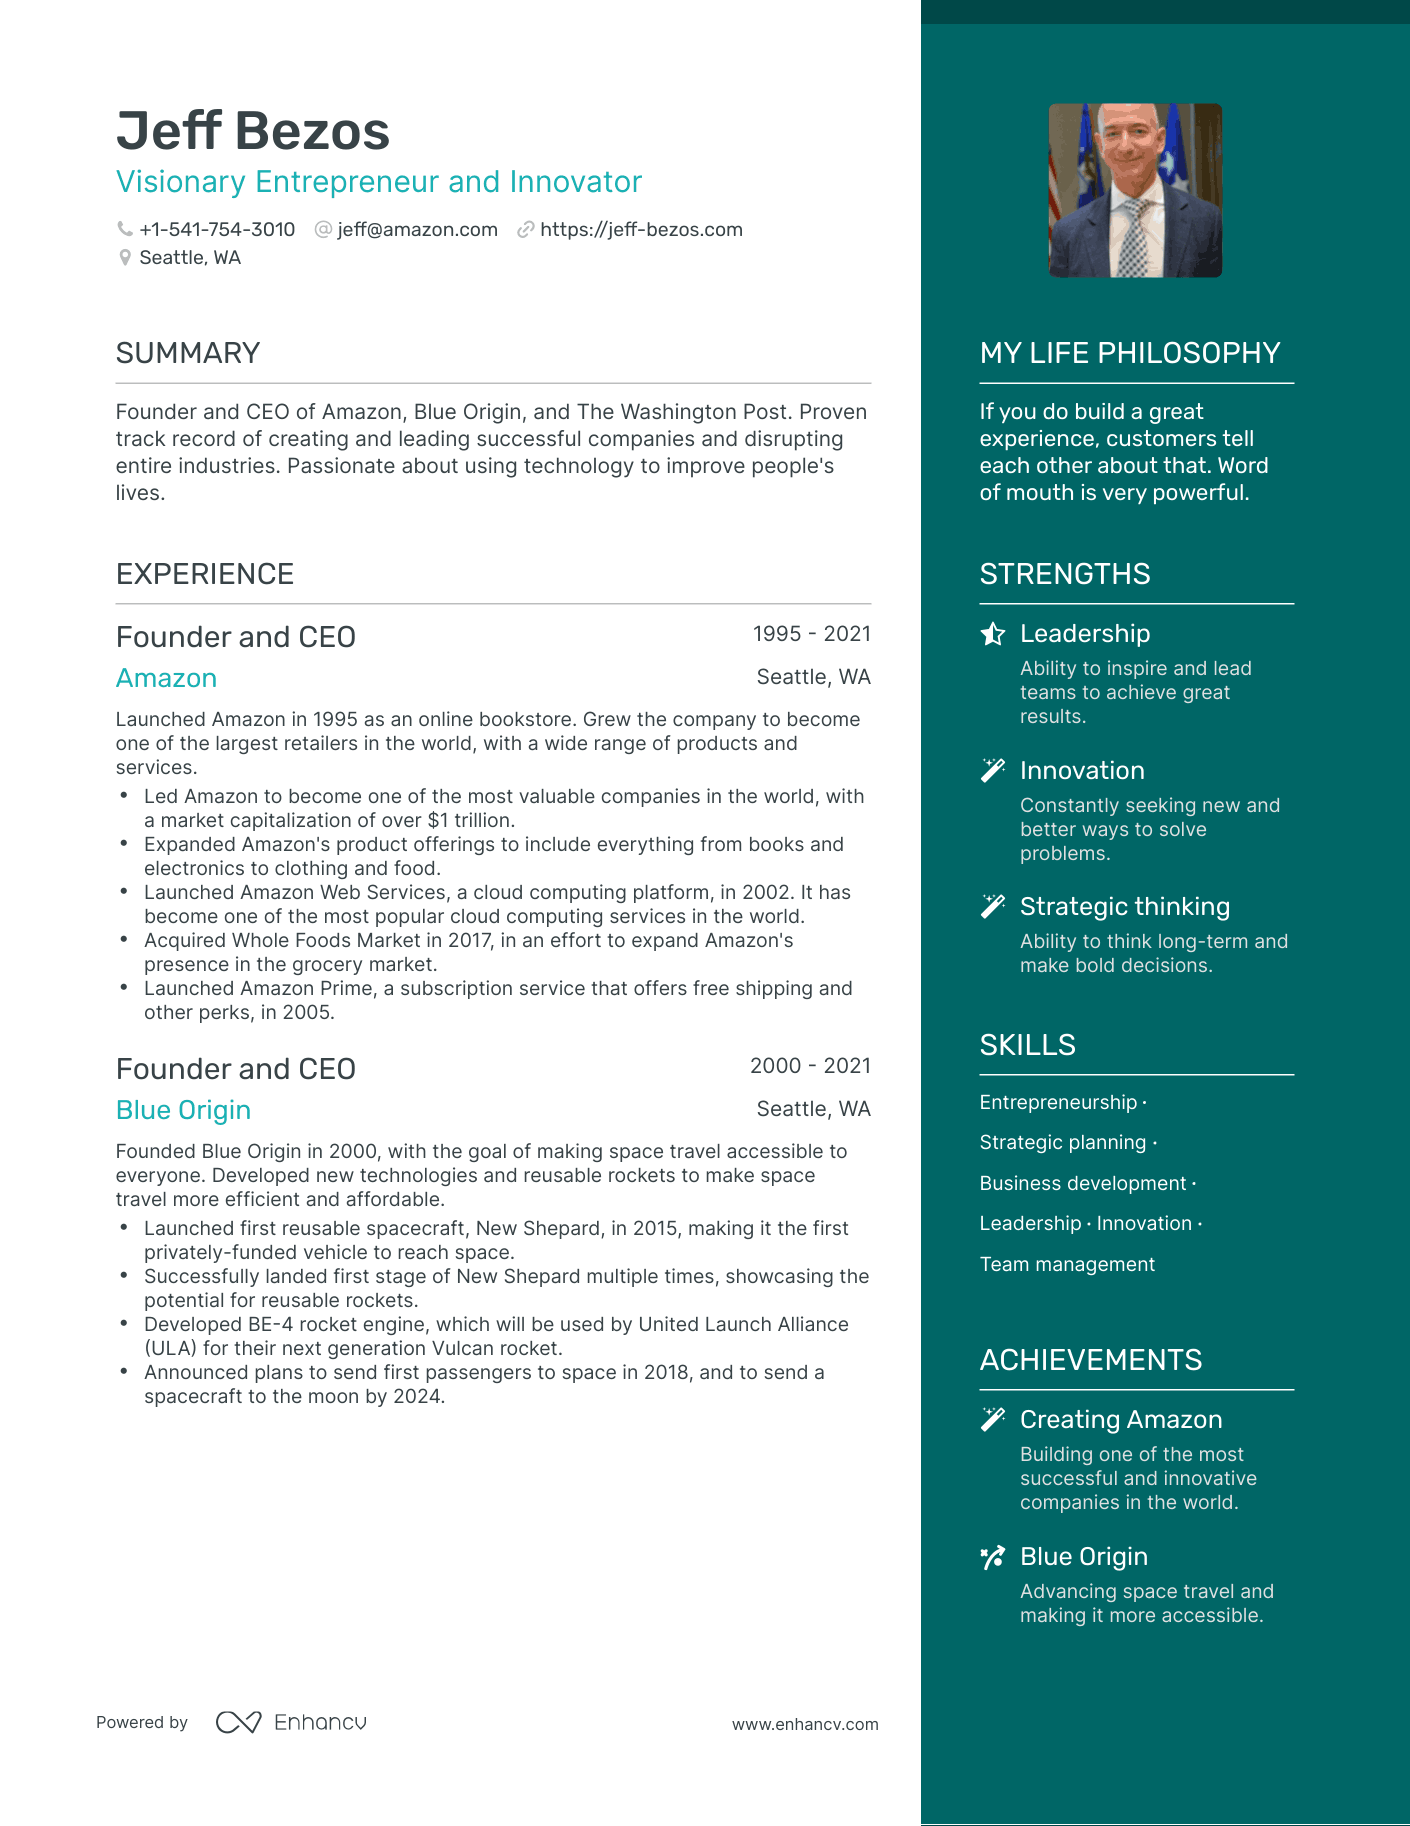 Jeff Bezos
Visionary Entrepreneur and Innovator
+1-541-754-3010 jeff@amazon.com https://jeff-bezos.com
Seattle, WA
SUMMARY
Founder and CEO of Amazon, Blue Origin, and The Washington Post. Proven
track record of creating and leading successful companies and disrupting
entire industries. Passionate about using technology to improve people's
lives.
EXPERIENCE
Founder and CEO 1995 - 2021
Amazon Seattle, WA
Launched Amazon in 1995 as an online bookstore. Grew the company to become
one of the largest retailers in the world, with a wide range of products and
services.
• Led Amazon to become one of the most valuable companies in the world, with
a market capitalization of over $1 trillion.
• Expanded Amazon's product offerings to include everything from books and
electronics to clothing and food.
• Launched Amazon Web Services, a cloud computing platform, in 2002. It has
become one of the most popular cloud computing services in the world.
• Acquired Whole Foods Market in 2017, in an effort to expand Amazon's
presence in the grocery market.
• Launched Amazon Prime, a subscription service that offers free shipping and
other perks, in 2005.
Founder and CEO 2000 - 2021
Blue Origin Seattle, WA
Founded Blue Origin in 2000, with the goal of making space travel accessible to
everyone. Developed new technologies and reusable rockets to make space
travel more efficient and affordable.
• Launched first reusable spacecraft, New Shepard, in 2015, making it the first
privately-funded vehicle to reach space.
• Successfully landed first stage of New Shepard multiple times, showcasing the
potential for reusable rockets.
• Developed BE-4 rocket engine, which will be used by United Launch Alliance
(ULA) for their next generation Vulcan rocket.
• Announced plans to send first passengers to space in 2018, and to send a
spacecraft to the moon by 2024.
MY LIFE PHILOSOPHY
If you do build a great
experience, customers tell
each other about that. Word
of mouth is very powerful.
STRENGTHS
Leadership
Ability to inspire and lead
teams to achieve great
results.
Innovation
Constantly seeking new and
better ways to solve
problems.
Strategic thinking
Ability to think long-term and
make bold decisions.
SKILLS
Entrepreneurship ·
Strategic planning ·
Business development ·
Leadership · Innovation ·
Team management
ACHIEVEMENTS
Creating Amazon
Building one of the most
successful and innovative
companies in the world.
Blue Origin
Advancing space travel and
making it more accessible.
Powered by Enhancv www.enhancv.com